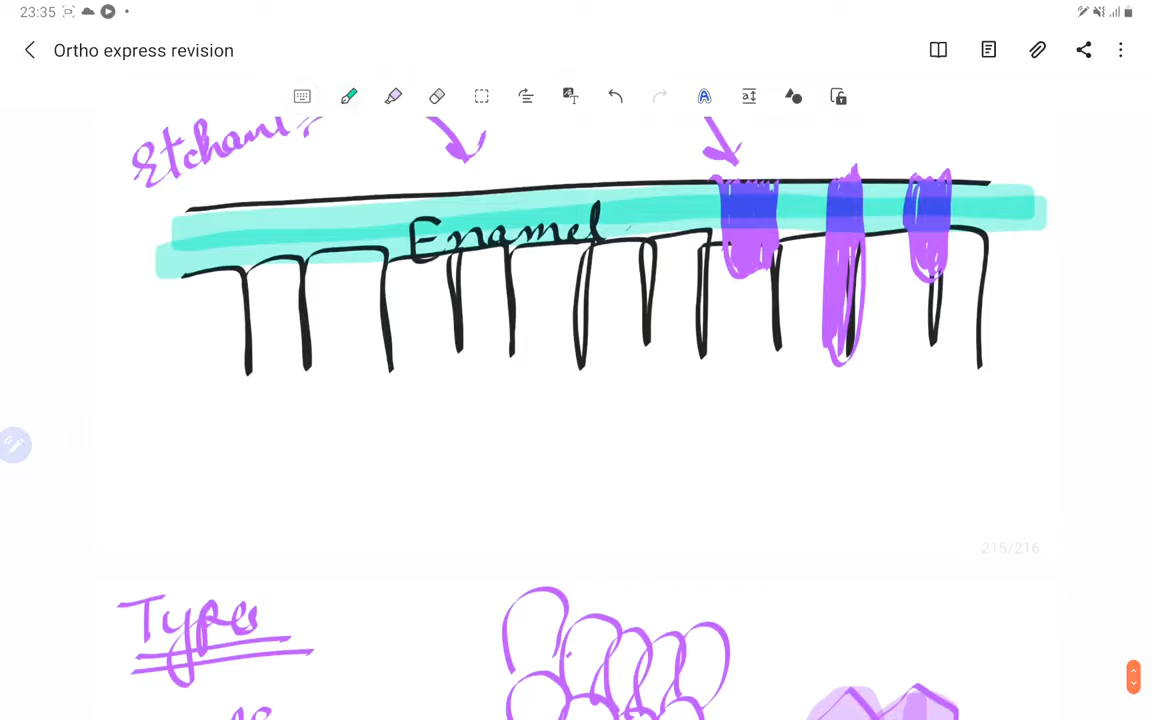 23:35
Ortho express revision
Etchant
Enamel
215/216
Types